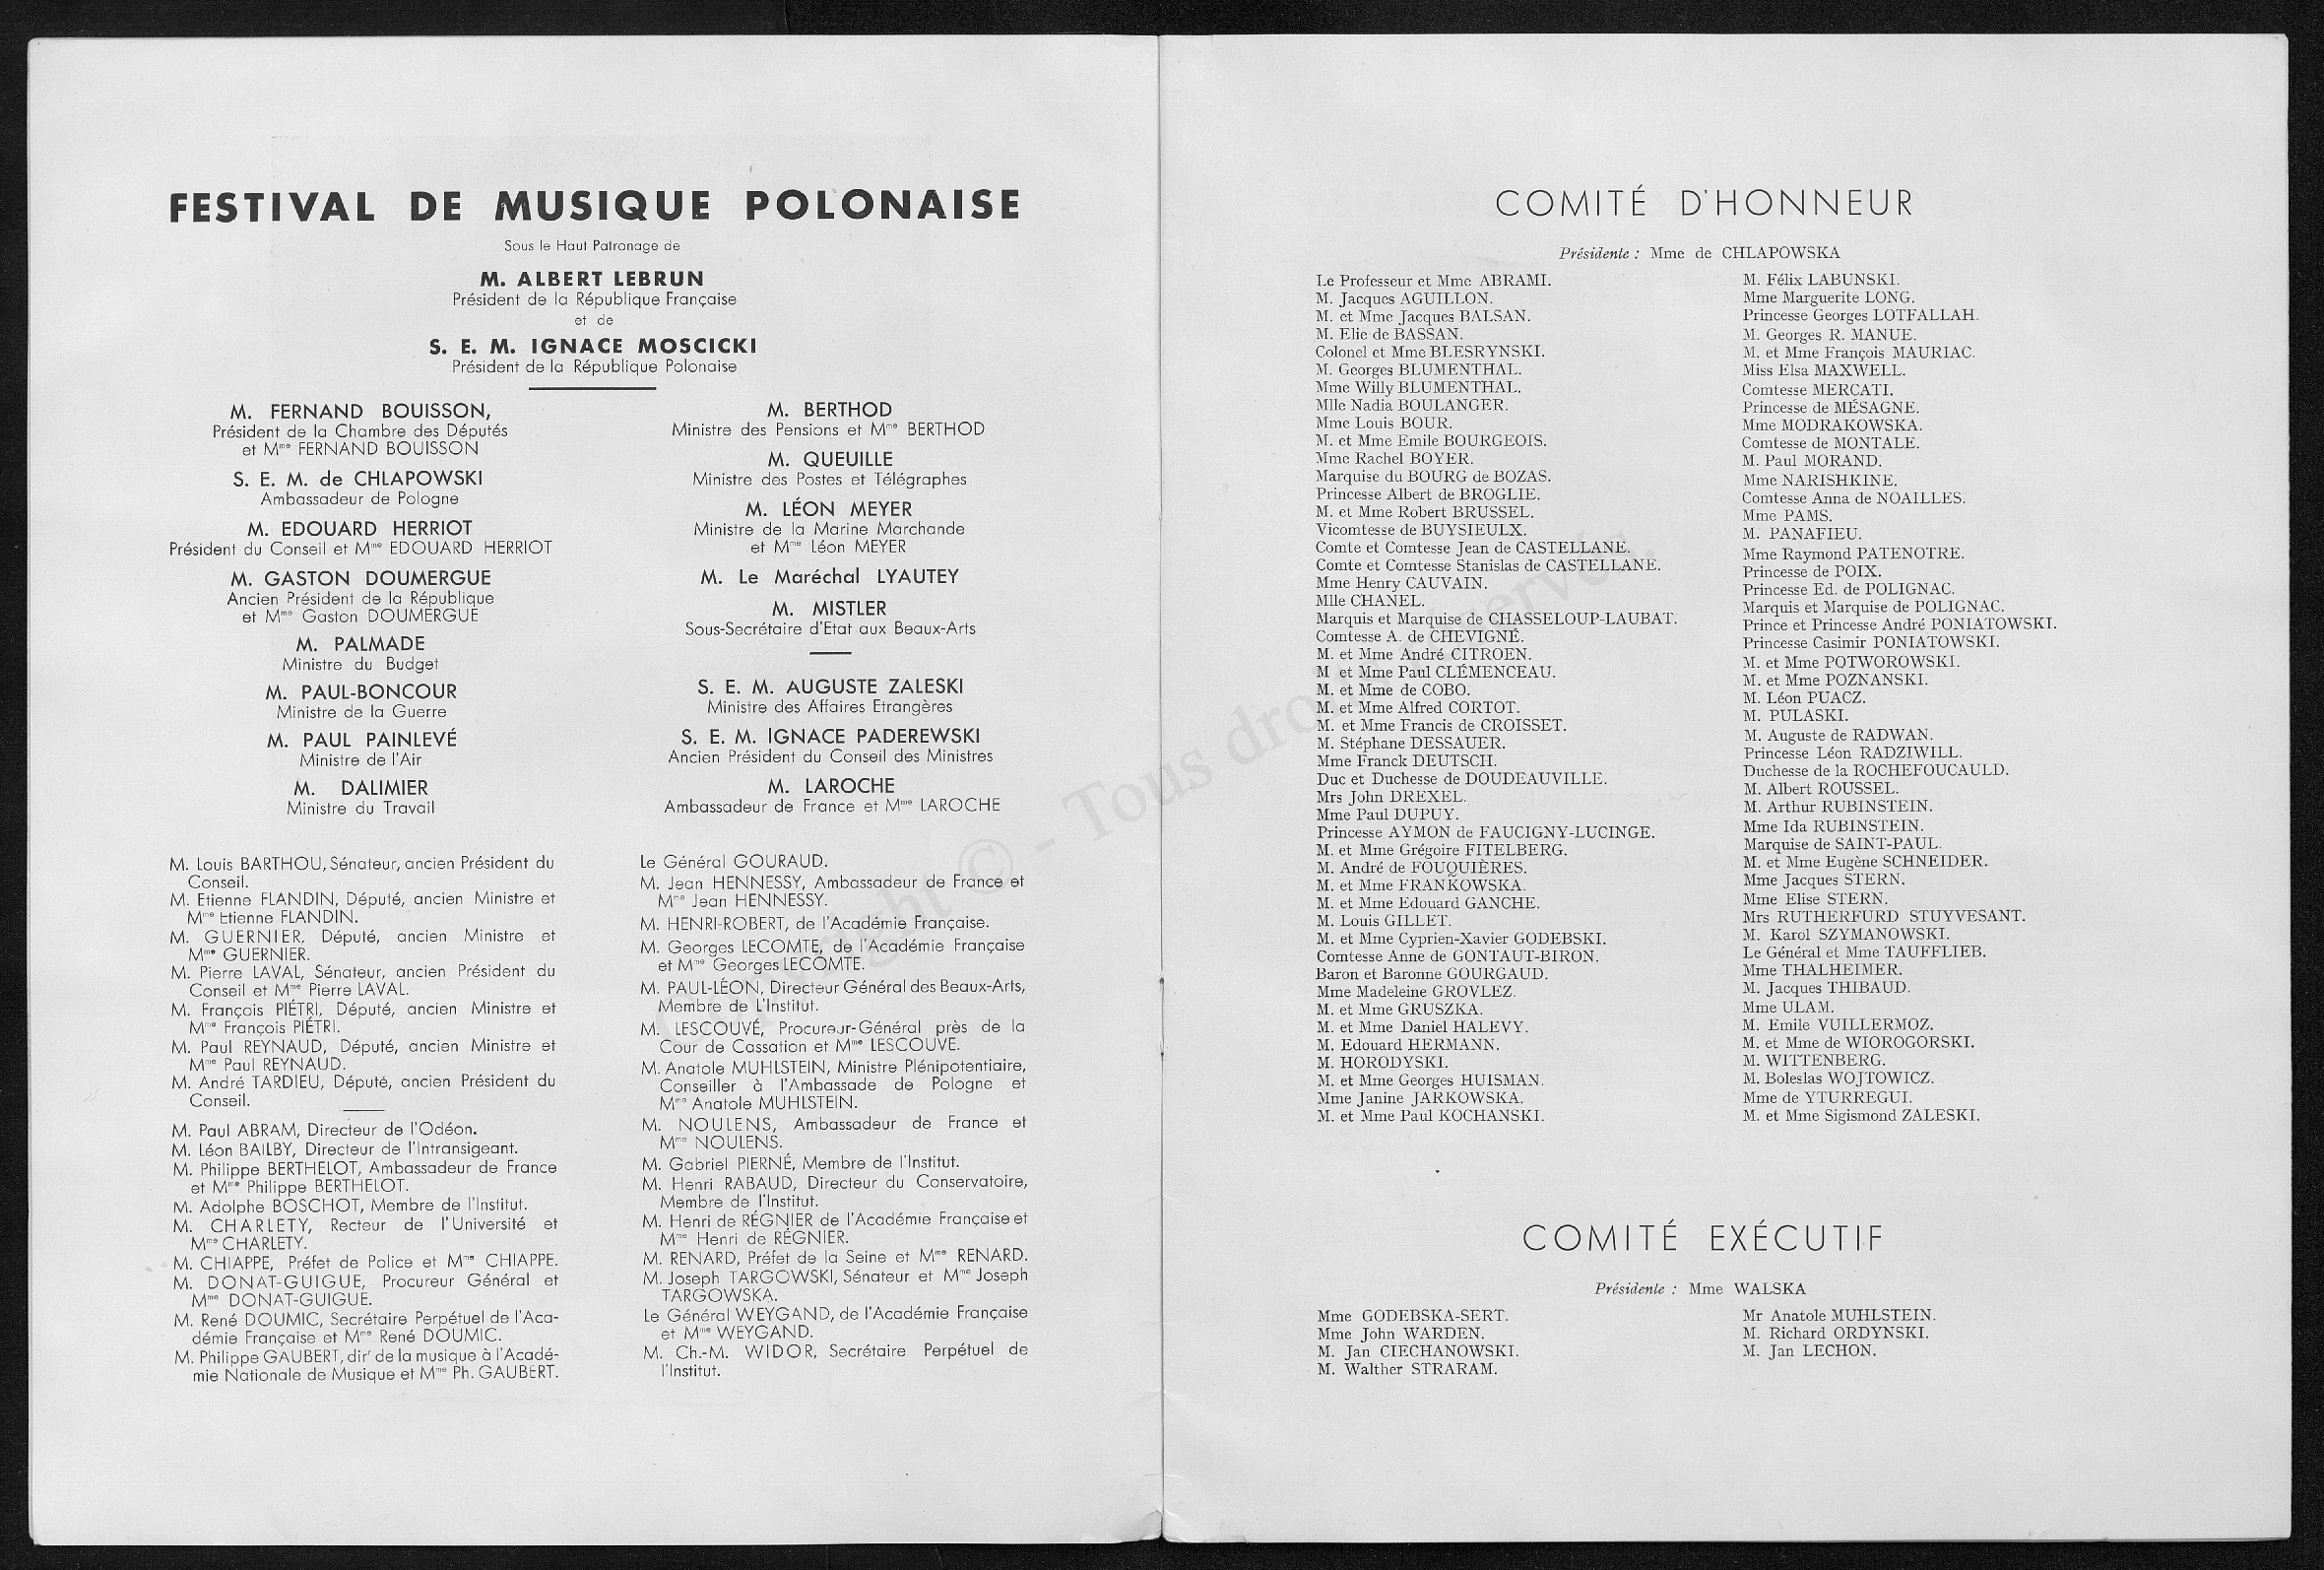 FESTIVAL DE MUSIQUE POLONAISE
Sous le Haut Patronage de
M. ALBERT LEBRUN
Président de la République Française
et de
S. E. M. IGNACE MOSCICKI
Président de la République Polonaise
M. FERNAND BOUISSON,
Président de la Chambre des Députés
et Mme FERNAND BOUISSON
S. E. M. de CHLAPOWSKI
Ambassadeur de Pologne
M. EDOUARD HERRIOT
Président du Conseil et Mme EDOUARD HERRIOT
M. GASTON DOUMERGUE
Ancien Président de la République
et Mme Gaston DOUMERGUE
M. PALMADE
Ministre du Budget
M. PAUL-BONCOUR
Ministre de la Guerre
M. PAUL PAINLEVÉ
Ministre de l'Air
M. DALIMIER
Ministre du Travail
M. BERTHOD
Ministre des Pensions et Mme BERTHOD
M. QUEUILLE
Ministre des Postes et Télégraphes
M. LÉON MEYER
Ministre de la Marine Marchande
et Mme Léon MEYER
M. Le Maréchal LYAUTEY
M. MISTLER
Sous-Secrétaire d'Etat aux Beaux-Arts
S. E. M. AUGUSTE ZALESKI
Ministre des Affaires Etrangères
S. E. M. IGNACE PADEREWSKI
Ancien Président du Conseil des Ministres
M. LAROCHE
Ambassadeur de France et Mme LAROCHE
M. Louis BARTHOU, Sénateur, ancien Président du
Conseil.
M. Etienne FLANDIN, Député, ancien Ministre et
Mme Etienne FLANDIN.
M. GUERNIER, Député, ancien Ministre et
Mme GUERNIER.
M. Pierre LAVAL, Sénateur, ancien Président du
Conseil et Mme Pierre LAVAL.
M. François PIÉTRI, Député, ancien Ministre et
Mme François PIÉTRI.
M. Paul REYNAUD, Député, ancien Ministre et
Mme Paul REYNAUD.
M. André TARDIEU, Député, ancien Président du
Conseil.
M. Paul ABRAM, Directeur de l'Odéon.
M. Léon BAILBY, Directeur de l'Intransigeant.
M. Philippe BERTHELOT, Ambassadeur de France
et Mme Philippe BERTHELOT.
M. Adolphe BOSCHOT, Membre de l'Institut.
M. CHARLETY, Recteur de l'Université et
Mme CHARLETY.
M. CHIAPPE, Préfet de Police et Mme CHIAPPE.
M. DONAT-GUIGUE, Procureur Général et
Mme DONAT-GUIGUE.
M. René DOUMIC, Secrétaire Perpétuel de l'Aca-
démie Française et Mme René DOUMIC.
M. Philippe GAUBERT, dirr de la musique à l'Acadé-
mie Nationale de Musique et Mme Ph. GAUBERT.
Le Général GOURAUD.
M. Jean HENNESSY, Ambassadeur de France et
Mme Jean HENNESSY.
M. HENRI-ROBERT, de l'Académie Française.
M. Georges LECOMTE, de l'Académie Française
et Mme Georges LECOMTE.
M. PAUL-LÉON, Directeur Général des Beaux-Arts,
Membre de L'Institut.
M. LESCOUVÉ, Procureur-Général près de la
Cour de Cassation et Mme LESCOUVE.
M. Anatole MUHLSTEIN, Ministre Plénipotentiaire,
Conseiller à l'Ambassade de Pologne et
Mme Anatole MUHLSTEIN.
M. NOULENS, Ambassadeur de France et
Mme NOULENS.
M. Gabriel PIERNÉ, Membre de l'Institut.
M. Henri RABAUD, Directeur du Conservatoire,
Membre de l'Institut.
M. Henri de RÉGNIER de l'Académie Française et
Mme Henri de RÉGNIER.
M. RENARD, Préfet de la Seine et Mme RENARD.
M. Joseph TARGOWSKI, Sénateur et Mme Joseph
TARGOWSKA.
Le Général WEYGAND, de l'Académie Française
et Mme WEYGAND.
M. Ch.-M. WIDOR, Secrétaire Perpétuel de
l'Institut.
COMITÉ D'HONNEUR
Présidente : Mme de CHLAPOWSKA
Le Professeur et Mme ABRAMI.
M. Jacques AGUILLON.
M. et Mme Jacques BALSAN.
M. Elie de BASSAN.
Colonel et Mme BLESRYNSKI.
M. Georges BLUMENTHAL.
Mme Willy BLUMENTHAL.
Mlle Nadia BOULANGER.
Mme Louis BOUR.
M. et Mme Emile BOURGEOIS.
Mme Rachel BOYER.
Marquise du BOURG de BOZAS.
Princesse Albert de BROGLIE.
M. et Mme Robert BRUSSEL.
Vicomtesse de BUYSIEULX.
Comte et Comtesse Jean de CASTELLANE.
Comte et Comtesse Stanislas de CASTELLANE.
Mme Henry CAUVAIN.
Mlle CHANEL.
Marquis et Marquise de CHASSELOUP-LAUBAT.
Comtesse A. de CHEVIGNÉ.
M. et Mme André CITROEN.
M et Mme Paul CLÉMENCEAU.
M. et Mme de COBO.
M. et Mme Alfred CORTOT.
M. et Mme Francis de CROISSET.
M. Stéphane DESSAUER.
Mme Franck DEUTSCH.
Duc et Duchesse de DOUDEAUVILLE.
Mrs John DREXEL.
Mme Paul DUPUY.
Princesse AYMON de FAUCIGNY-LUCINGE.
M. et Mme Grégoire FITELBERG.
M. André de FOUQUIÈRES.
M. et Mme FRANKOWSKA.
M. et Mme Edouard GANCHE.
M. Louis GILLET.
M. et Mme Cyprien-Xavier GODEBSKI.
Comtesse Anne de GONTAUT-BIRON.
Baron et Baronne GOURGAUD.
Mme Madeleine GROVLEZ.
M. et Mme GRUSZKA.
M. et Mme Daniel HALEVY.
M. Edouard HERMANN.
M. HORODYSKI.
M. et Mme Georges HUISMAN.
Mme Janine JARKOWSKA.
M. et Mme Paul KOCHANSKI.
M. Félix LABUNSKI.
Mme Marguerite LONG.
Princesse Georges LOTFALLAH.
M. Georges R. MANUE.
M. et Mme François MAURIAC.
Miss Elsa MAXWELL.
Comtesse MERCATI.
Princesse de MÉSAGNE.
Mme MODRAKOWSKA.
Comtesse de MONTALE.
M. Paul MORAND.
Mme NARISHKINE.
Comtesse Anna de NOAILLES.
Mme PAMS.
M. PANAFIEU.
Mme Raymond PATENOTRE.
Princesse de POIX.
Princesse Ed. de POLIGNAC.
Marquis et Marquise de POLIGNAC.
Prince et Princesse André PONIATOWSKI.
Princesse Casimir PONIATOWSKI.
M. et Mme POTWOROWSKI.
M. et Mme POZNANSKI.
M. Léon PUACZ.
M. PULASKI.
M. Auguste de RADWAN.
Princesse Léon RADZIWILL.
Duchesse de la ROCHEFOUCAULD.
M. Albert ROUSSEL.
M. Arthur RUBINSTEIN.
Mme Ida RUBINSTEIN.
Marquise de SAINT-PAUL.
M. et Mme Eugène SCHNEIDER.
Mme Jacques STERN.
Mme Elise STERN.
Mrs RUTHERFURD STUYVESANT.
M. Karol SZYMANOWSKI.
Le Général et Mme TAUFFLIEB.
Mme THALHEIMER.
M. Jacques THIBAUD.
Mme ULAM.
M. Emile VUILLERMOZ.
M. et Mme de WIOROGORSKI.
M. WITTENBERG.
M. Boleslas WOJTOWICZ.
Mme de YTURREGUI.
M. et Mme Sigismond ZALESKI.
COMITÉ EXÉCUTIF
Présidente : Mme WALSKA
Mme GODEBSKA-SERT.
Mme John WARDEN.
M. Jan CIECHANOWSKI.
M. Walther STRARAM.
Mr Anatole MUHLSTEIN.
M. Richard ORDYNSKI.
M. Jan LECHON.
Copyright © - Tous droits réservés.